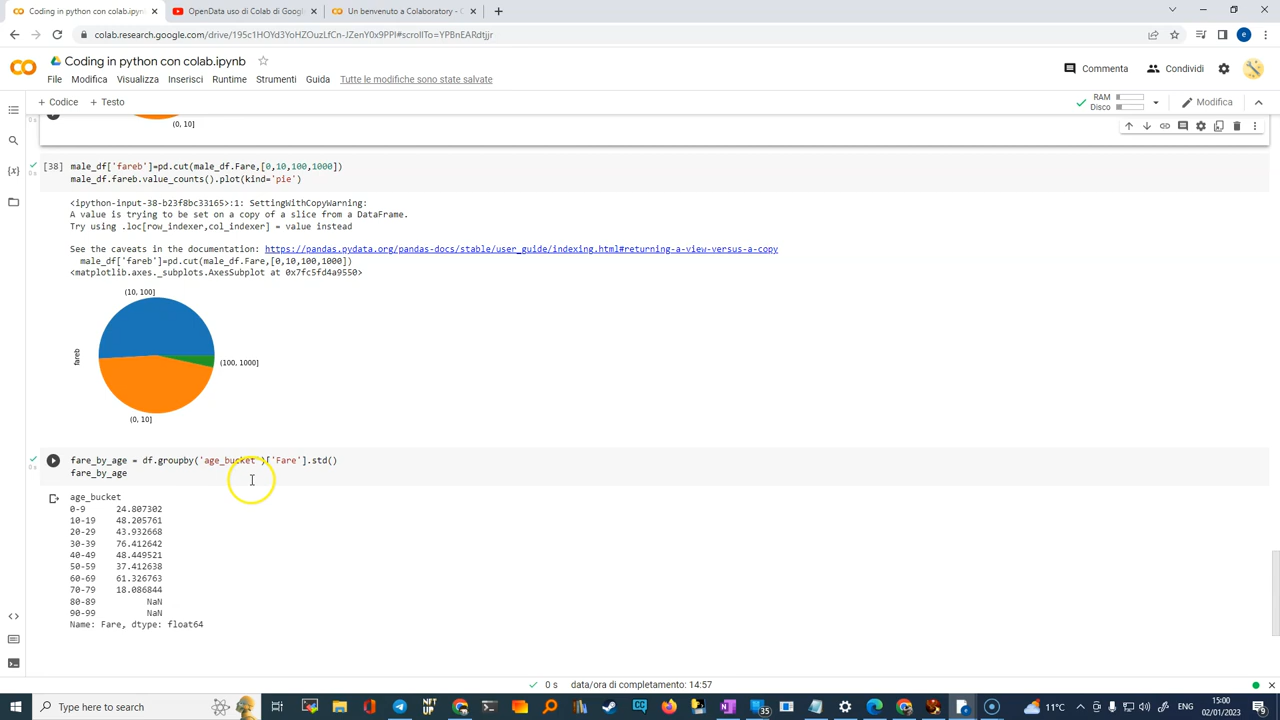 Coding in python con colab.ipynb
OpenData uso di Colab di Googl
Un benvenuto a Colaboratory - C
colab.research.google.com/drive/195c1HOYd3YoHZOuzLfCn-JZenY0x9PPl#scrollTo=YPBnEARdtjjr
Coding in python con colab.ipynb
File Modifica Visualizza Inserisci Runtime Strumenti Guida Tutte le modifiche sono state salvate
Commenta Condividi
+ Codice + Testo
RAM
Disco
Modifica
(0, 10]
[38] male_df['fareb']=pd.cut(male_df.Fare,[0,10,100,1000])
male_df.fareb.value_counts().plot(kind='pie')
<ipython-input-38-b23f8bc33165>:1: SettingWithCopyWarning:
A value is trying to be set on a copy of a slice from a DataFrame.
Try using .loc[row_indexer,col_indexer] = value instead
See the caveats in the documentation: https://pandas.pydata.org/pandas-docs/stable/user_guide/indexing.html#returning-a-view-versus-a-copy
male_df['fareb']=pd.cut(male_df.Fare,[0,10,100,1000])
<matplotlib.axes._subplots.AxesSubplot at 0x7fc5fd4a9550>
(10, 100]
fareb
(100, 1000]
(0, 10]
fare_by_age = df.groupby('age_bucket')['Fare'].std()
fare_by_age
age_bucket
0-9 24.807302
10-19 48.205761
20-29 43.932668
30-39 76.412642
40-49 48.449521
50-59 37.412638
60-69 61.326763
70-79 18.086844
80-89 NaN
90-99 NaN
Name: Fare, dtype: float64
0 s data/ora di completamento: 14:57
Type here to search
11°C
ENG
15:00
02/01/2023